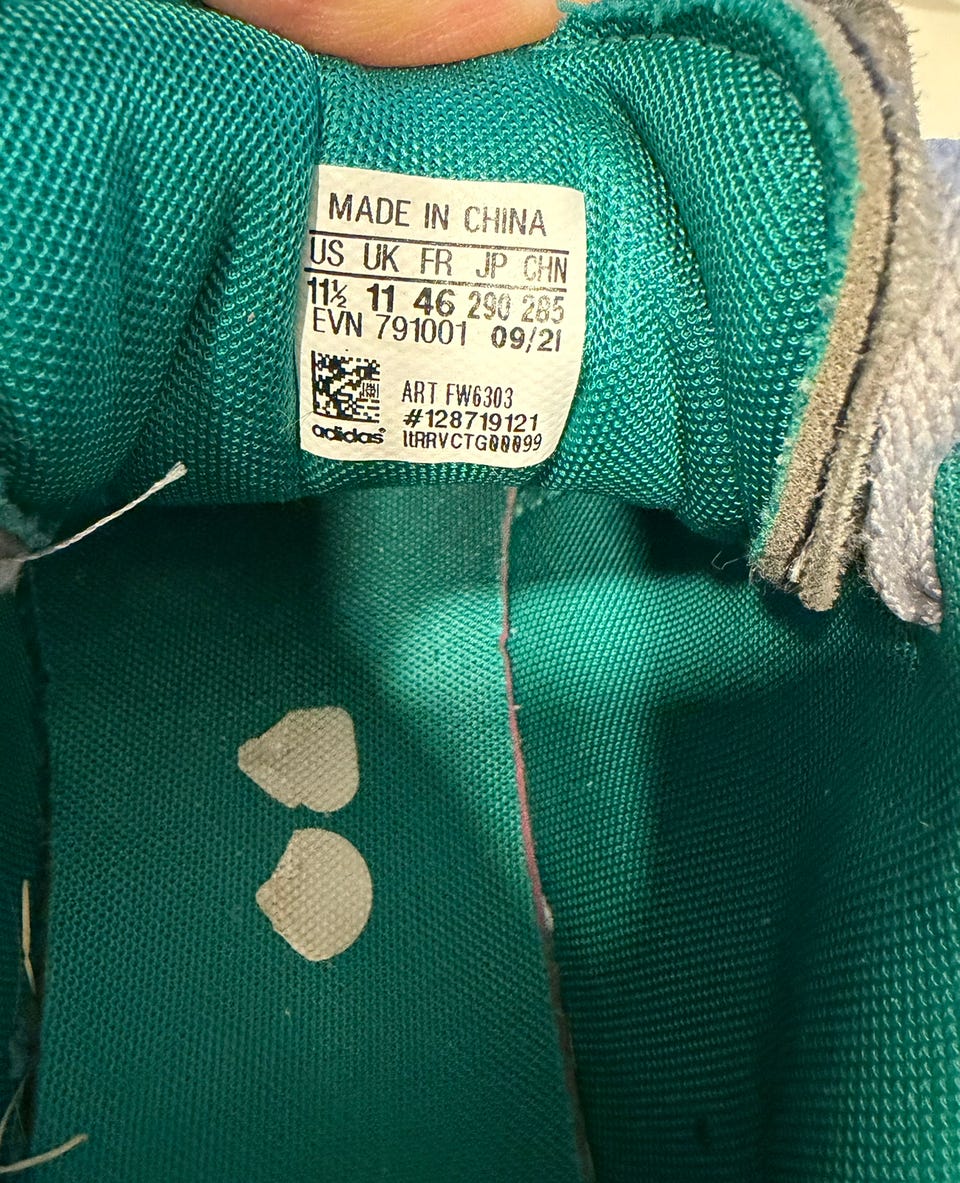 MADE IN CHINA
US UK FR JP CHN
11½ 11 46 290 285
EVN 791001 09/21
ART FW6303
#128719121
adidas®
ltRRVCTG00099